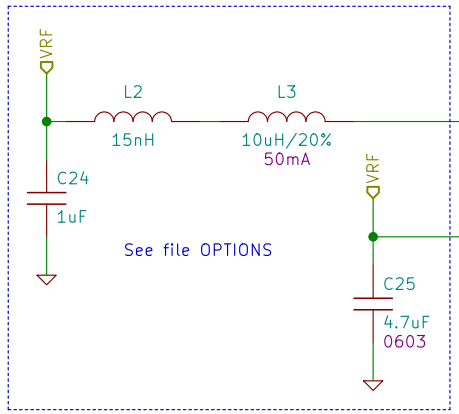 VRF
L2
L3
15nH
10uH/20%
50mA
VRF
C24
1uF
See file OPTIONS
C25
4.7uF
0603